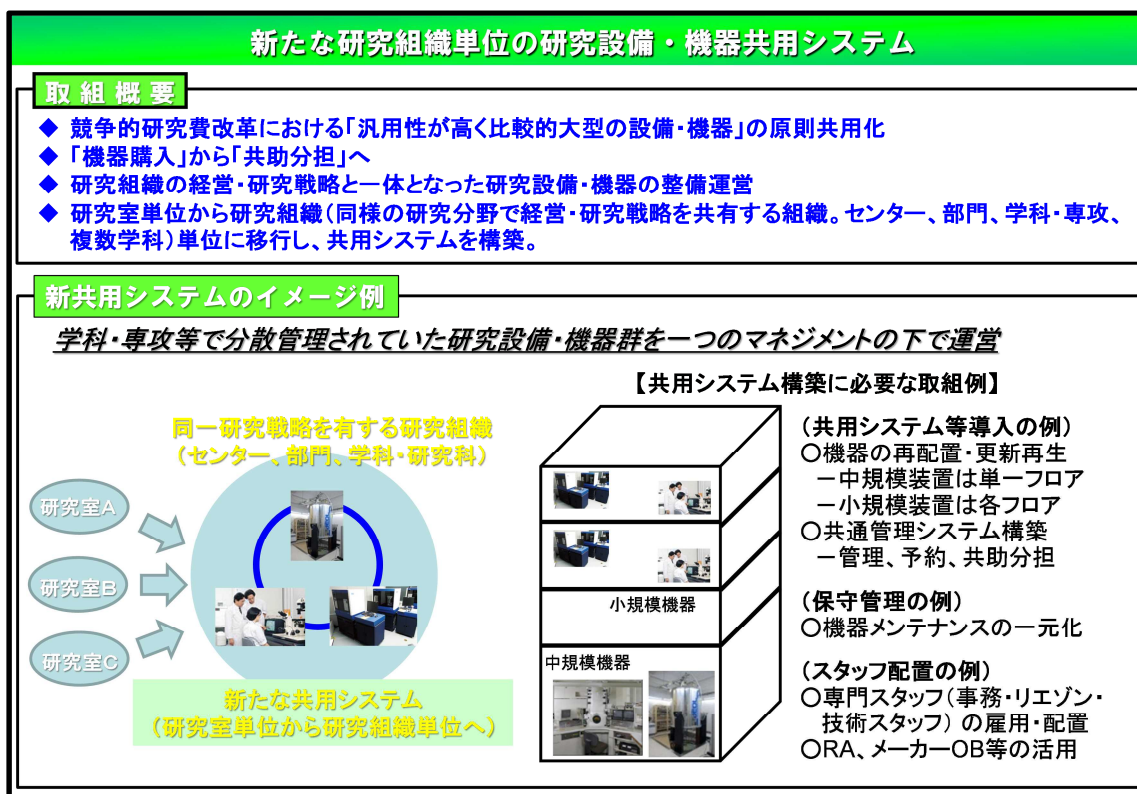 新たな研究組織単位の研究設備・機器共用システム
取組概要
◆ 競争的研究費改革における「汎用性が高く比較的大型の設備・機器」の原則共用化
◆ 「機器購入」から「共助分担」へ
◆ 研究組織の経営・研究戦略と一体となった研究設備・機器の整備運営
◆ 研究室単位から研究組織（同様の研究分野で経営・研究戦略を共有する組織。センター、部門、学科・専攻、
複数学科）単位に移行し、共用システムを構築。
新共用システムのイメージ例
学科・専攻等で分散管理されていた研究設備・機器群を一つのマネジメントの下で運営
同一研究戦略を有する研究組織
（センター、部門、学科・研究科）
研究室A
研究室B
研究室C
新たな共用システム
（研究室単位から研究組織単位へ）
【共用システム構築に必要な取組例】
小規模機器
中規模機器
（共用システム等導入の例）
○機器の再配置・更新再生
－中規模装置は単一フロア
－小規模装置は各フロア
○共通管理システム構築
－管理、予約、共助分担
（保守管理の例）
○機器メンテナンスの一元化
（スタッフ配置の例）
○専門スタッフ（事務・リエゾン・
技術スタッフ）の雇用・配置
○RA、メーカーOB等の活用